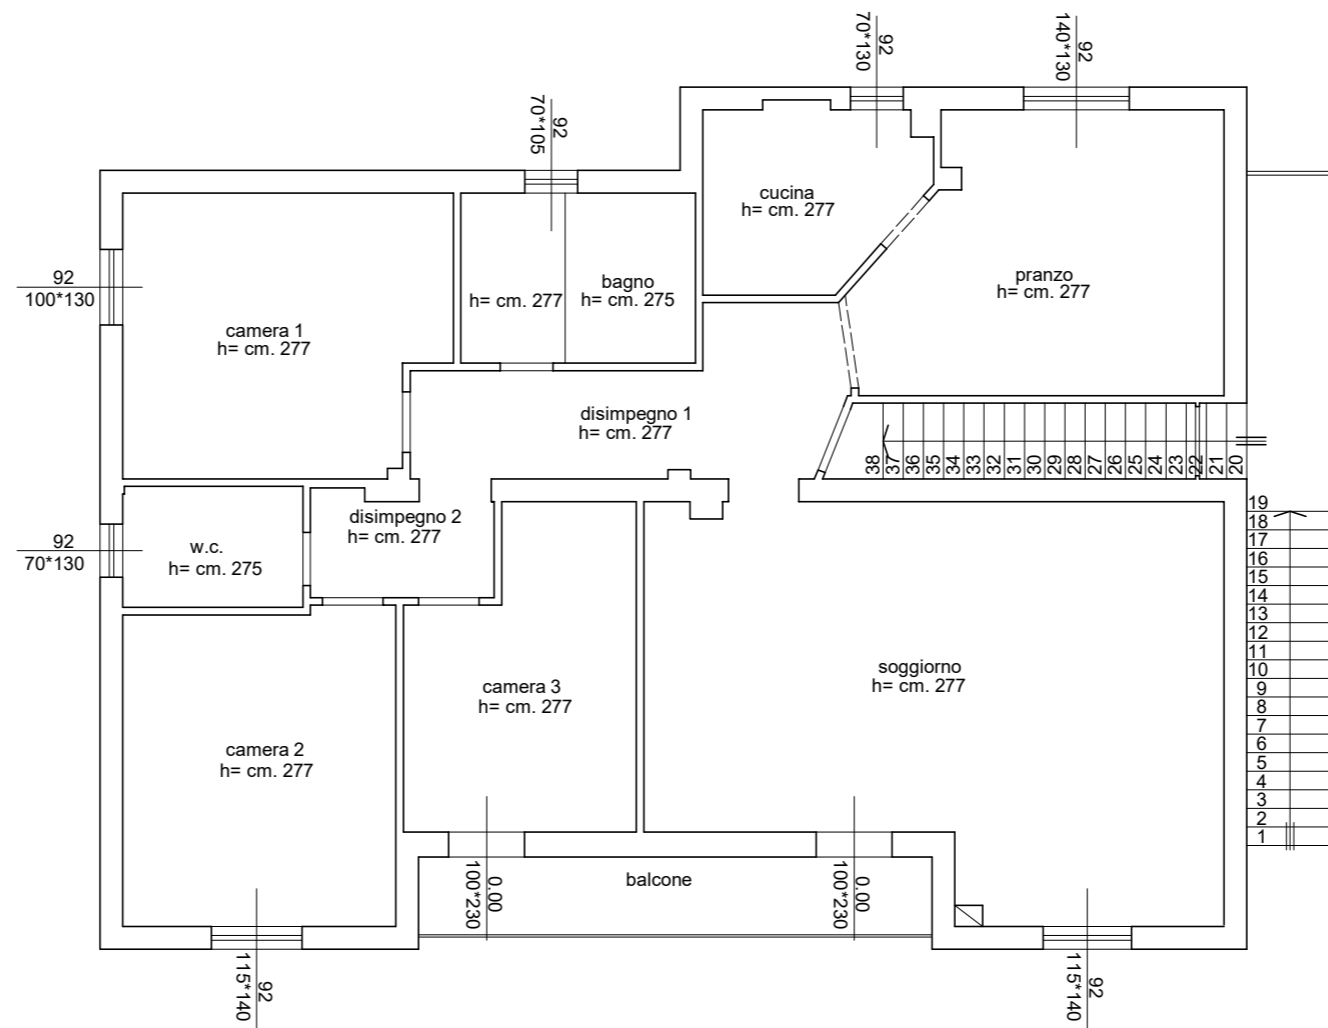 92
70*130
92
140*130
92
70*105
cucina
h= cm. 277
pranzo
h= cm. 277
bagno
h= cm. 275
h= cm. 277
92
100*130
camera 1
h= cm. 277
disimpegno 1
h= cm. 277
38
37
36
35
34
33
32
31
30
29
28
27
26
25
24
23
22
21
20
19
18
17
16
15
14
13
12
11
10
9
8
7
6
5
4
3
2
1
92
70*130
w.c.
h= cm. 275
disimpegno 2
h= cm. 277
camera 3
h= cm. 277
soggiorno
h= cm. 277
camera 2
h= cm. 277
0.00
100*230
balcone
0.00
100*230
92
115*140
92
115*140